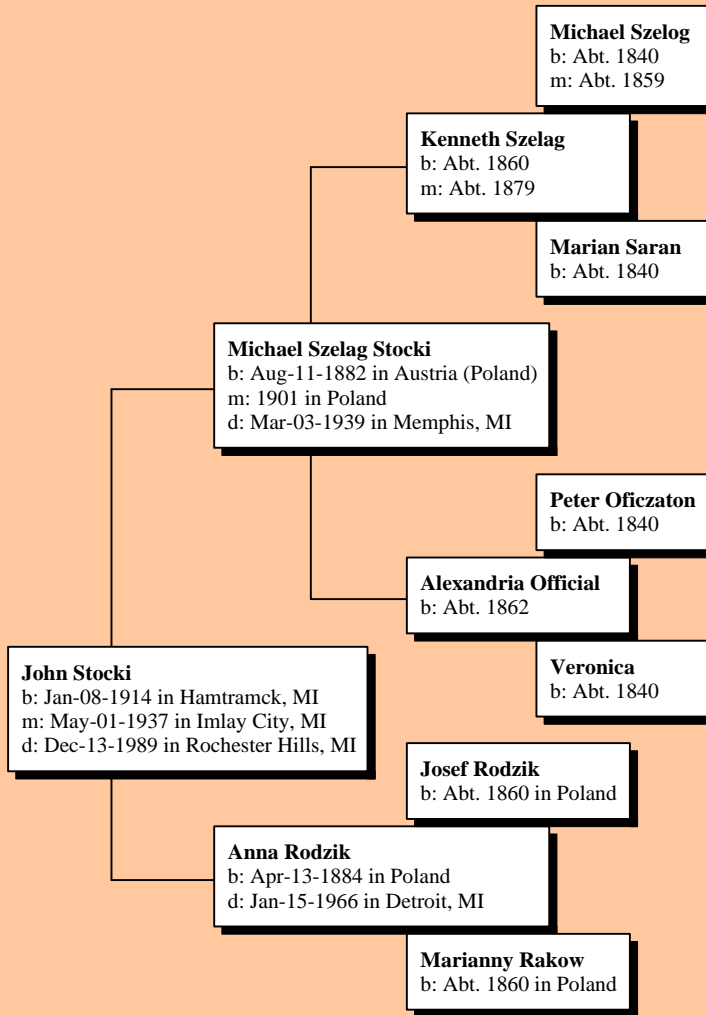 Michael Szelog
b: Abt. 1840
m: Abt. 1859
Kenneth Szelag
b: Abt. 1860
m: Abt. 1879
Marian Saran
b: Abt. 1840
Michael Szelag Stocki
b: Aug-11-1882 in Austria (Poland)
m: 1901 in Poland
d: Mar-03-1939 in Memphis, MI
Peter Oficzaton
b: Abt. 1840
Alexandria Official
b: Abt. 1862
Veronica
b: Abt. 1840
John Stocki
b: Jan-08-1914 in Hamtramck, MI
m: May-01-1937 in Imlay City, MI
d: Dec-13-1989 in Rochester Hills, MI
Josef Rodzik
b: Abt. 1860 in Poland
Anna Rodzik
b: Apr-13-1884 in Poland
d: Jan-15-1966 in Detroit, MI
Marianny Rakow
b: Abt. 1860 in Poland